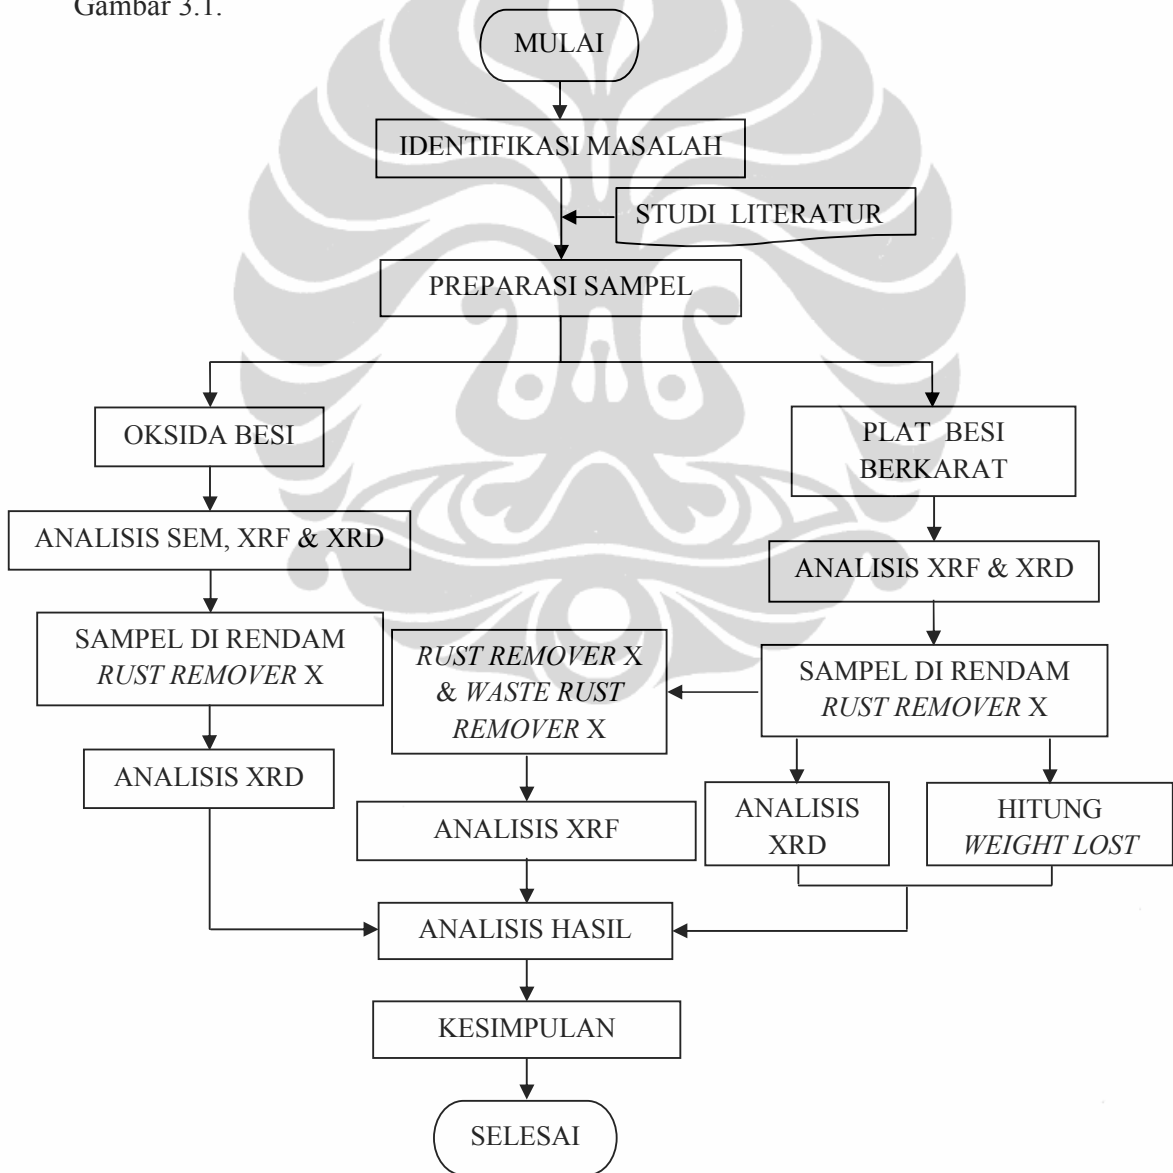 Gambar 3.1.
MULAI
IDENTIFIKASI MASALAH
STUDI LITERATUR
PREPARASI SAMPEL
OKSIDA BESI
PLAT BESI
BERKARAT
ANALISIS SEM, XRF & XRD
ANALISIS XRF & XRD
SAMPEL DI RENDAM
RUST REMOVER X
RUST REMOVER X
& WASTE RUST
REMOVER X
SAMPEL DI RENDAM
RUST REMOVER X
ANALISIS XRD
ANALISIS XRF
ANALISIS
XRD
HITUNG
WEIGHT LOST
ANALISIS HASIL
KESIMPULAN
SELESAI